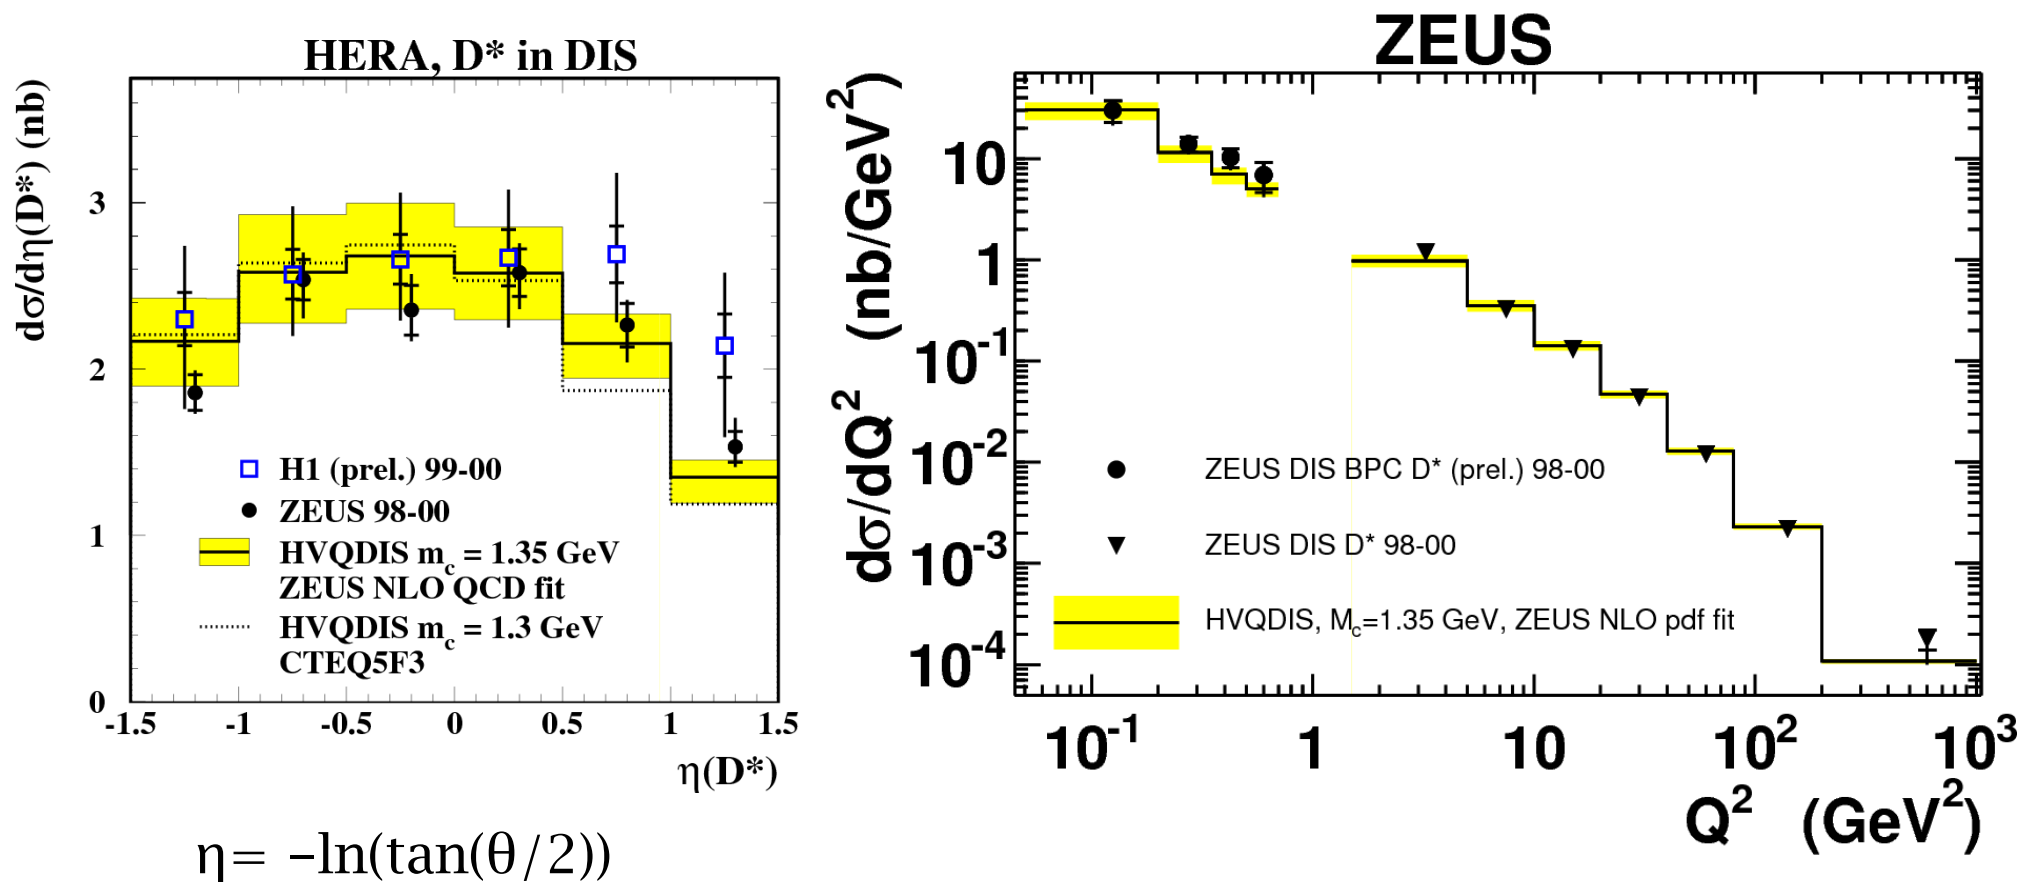 HERA, D* in DIS
dσ/dη(D*) (nb)
3
2
1
0
H1 (prel.) 99-00
ZEUS 98-00
HVQDIS m_c = 1.35 GeV
ZEUS NLO QCD fit
HVQDIS m_c = 1.3 GeV
CTEQ5F3
-1.5 -1 -0.5 0 0.5 1 1.5
η(D*)
η= –ln(tan(θ/2))
ZEUS
dσ/dQ² (nb/GeV²)
10
1
10⁻¹
10⁻²
10⁻³
10⁻⁴
ZEUS DIS BPC D* (prel.) 98-00
ZEUS DIS D* 98-00
HVQDIS, M_c=1.35 GeV, ZEUS NLO pdf fit
10⁻¹ 1 10 10² 10³
Q² (GeV²)